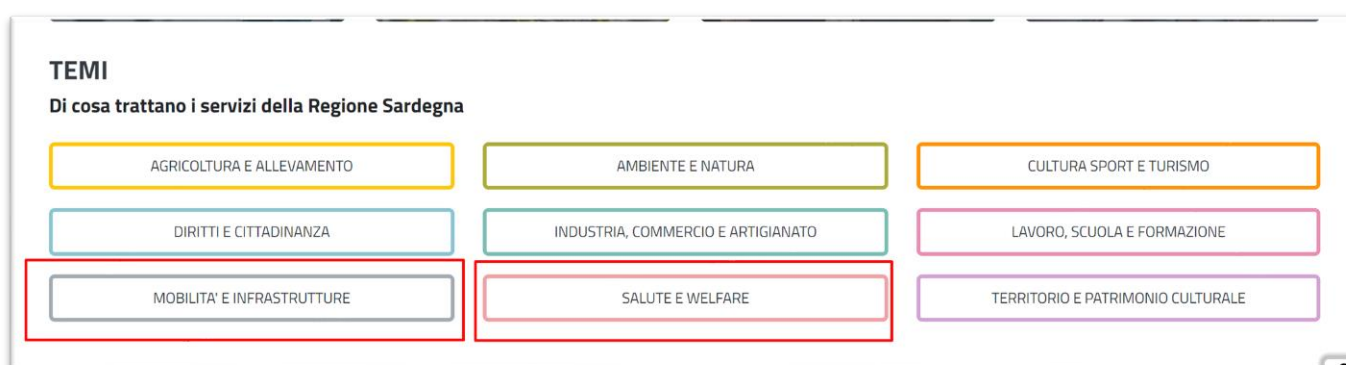 TEMI
Di cosa trattano i servizi della Regione Sardegna
AGRICOLTURA E ALLEVAMENTO
AMBIENTE E NATURA
CULTURA SPORT E TURISMO
DIRITTI E CITTADINANZA
INDUSTRIA, COMMERCIO E ARTIGIANATO
LAVORO, SCUOLA E FORMAZIONE
MOBILITA' E INFRASTRUTTURE
SALUTE E WELFARE
TERRITORIO E PATRIMONIO CULTURALE